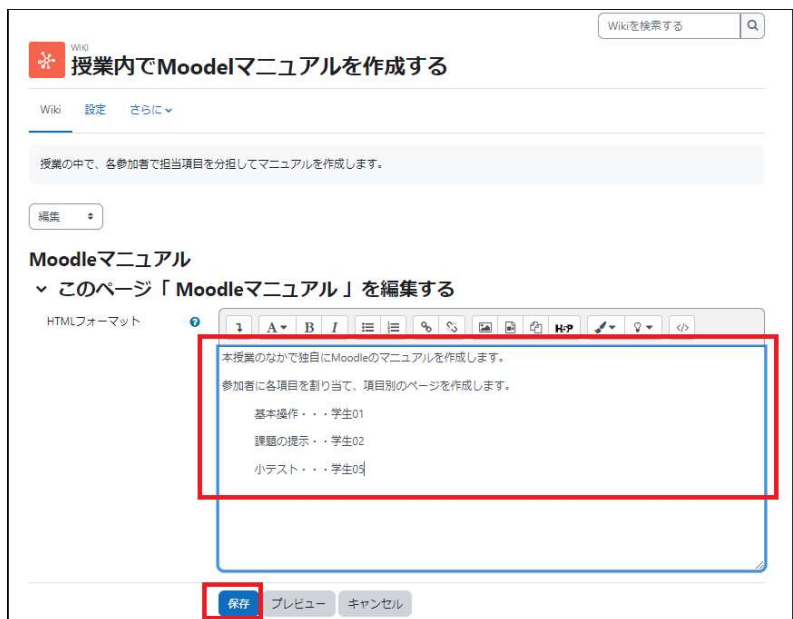 Wikiを検索する
WIKI
授業内でMoodelマニュアルを作成する
Wiki 設定 さらに
授業の中で、各参加者で担当項目を分担してマニュアルを作成します。
編集
Moodleマニュアル
このページ「 Moodleマニュアル 」を編集する
HTMLフォーマット ?
A B I H-P </>
本授業のなかで独自にMoodleのマニュアルを作成します。
参加者に各項目を割り当て、項目別のページを作成します。
基本操作・・・学生01
課題の提示・・学生02
小テスト・・・学生05
保存 プレビュー キャンセル